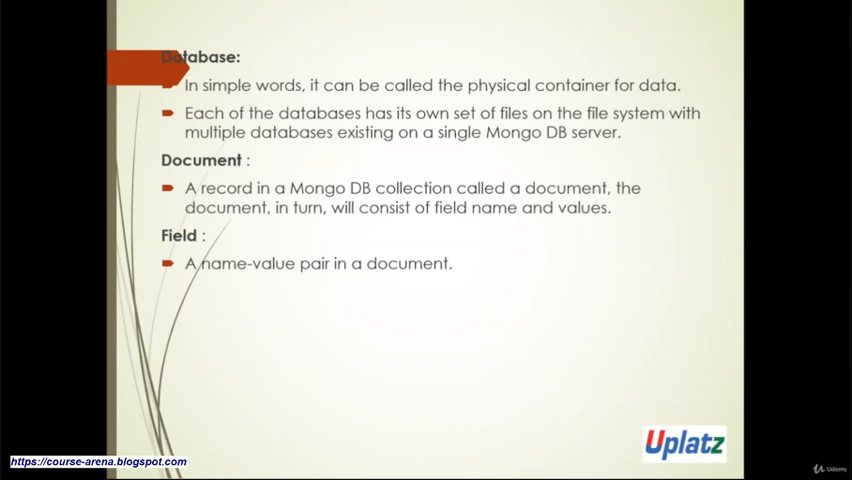 Database:
In simple words, it can be called the physical container for data.
Each of the databases has its own set of files on the file system with
multiple databases existing on a single Mongo DB server.
Document :
A record in a Mongo DB collection called a document, the
document, in turn, will consist of field name and values.
Field :
A name-value pair in a document.
Uplatz
https://course-arena.blogspot.com
Udemy